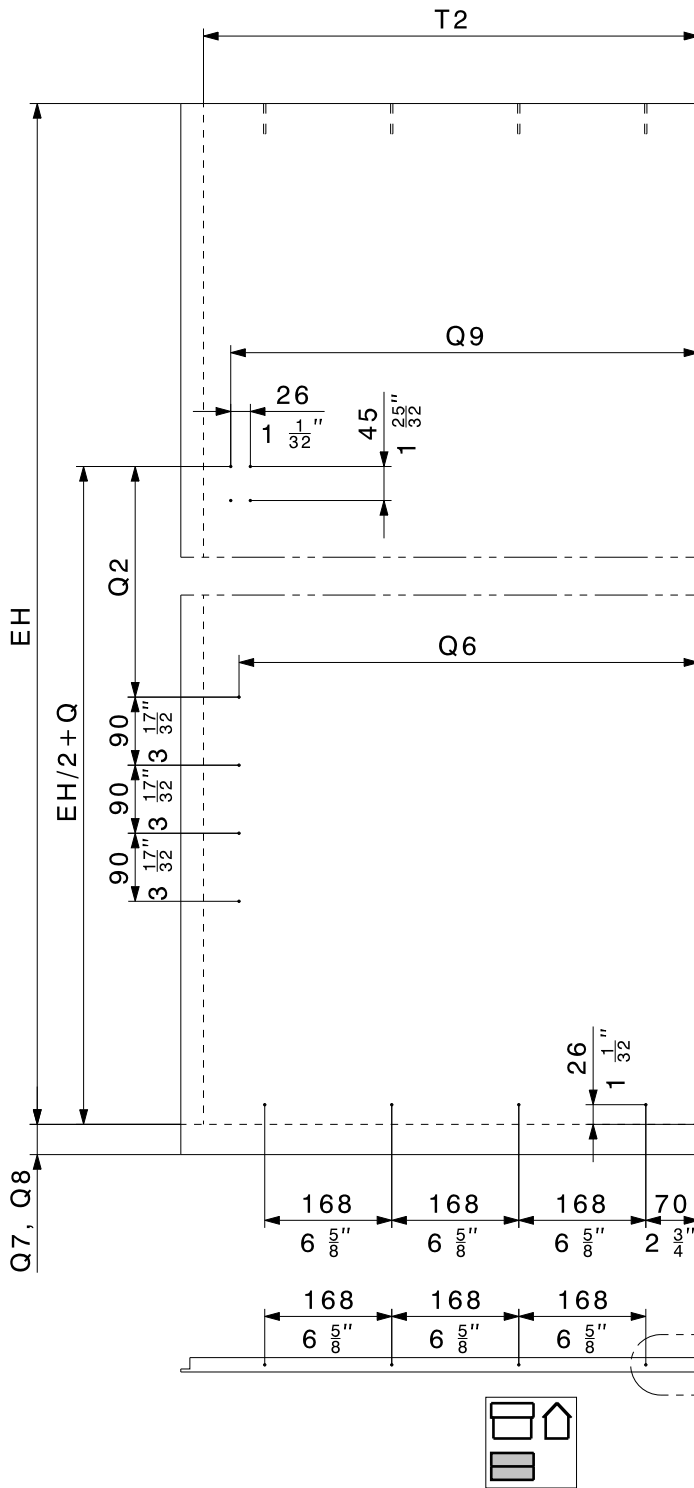 T2
Q9
26
1 1/32"
45
1 25/32"
Q2
EH
Q6
EH/2+Q
90
3 17/32"
90
3 17/32"
90
3 17/32"
26
1 1/32"
Q7, Q8
168 168 168 70
6 5/8" 6 5/8" 6 5/8" 2 3/4"
168 168 168
6 5/8" 6 5/8" 6 5/8"